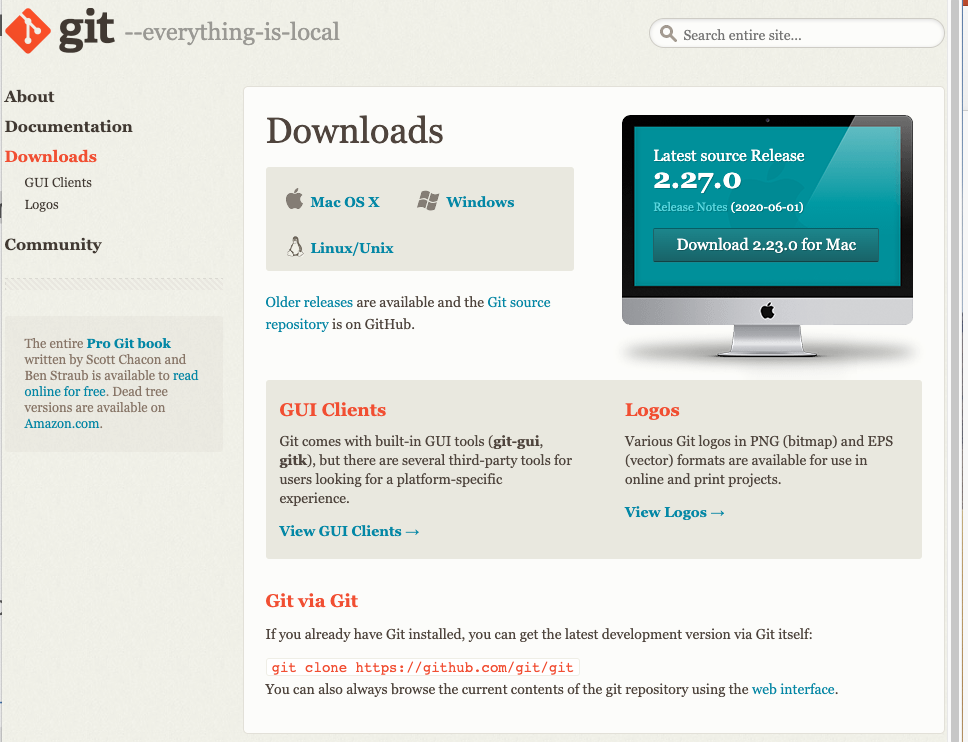 git --everything-is-local
Search entire site...
About
Documentation
Downloads
GUI Clients
Logos
Community
The entire Pro Git book
written by Scott Chacon and
Ben Straub is available to read
online for free. Dead tree
versions are available on
Amazon.com.
Downloads
Mac OS X
Windows
Linux/Unix
Older releases are available and the Git source
repository is on GitHub.
Latest source Release
2.27.0
Release Notes (2020-06-01)
Download 2.23.0 for Mac
GUI Clients
Git comes with built-in GUI tools (git-gui,
gitk), but there are several third-party tools for
users looking for a platform-specific
experience.
View GUI Clients →
Logos
Various Git logos in PNG (bitmap) and EPS
(vector) formats are available for use in
online and print projects.
View Logos →
Git via Git
If you already have Git installed, you can get the latest development version via Git itself:
git clone https://github.com/git/git
You can also always browse the current contents of the git repository using the web interface.